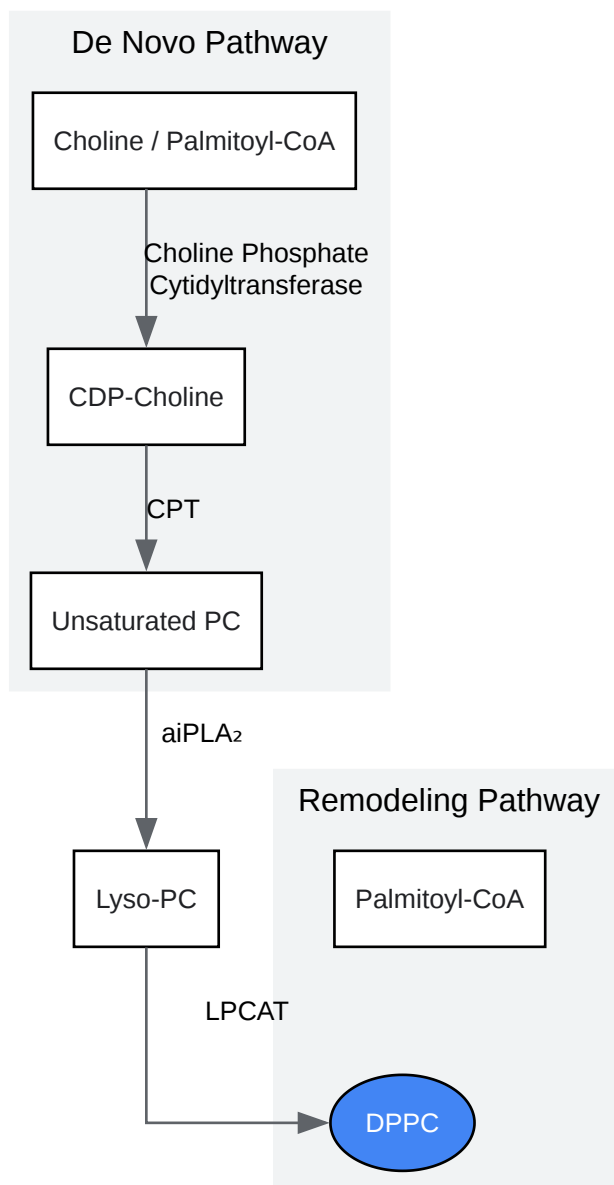 De Novo Pathway
Choline / Palmitoyl-CoA
Choline Phosphate
Cytidyltransferase
CDP-Choline
CPT
Unsaturated PC
aiPLA₂
Remodeling Pathway
Lyso-PC
Palmitoyl-CoA
LPCAT
DPPC